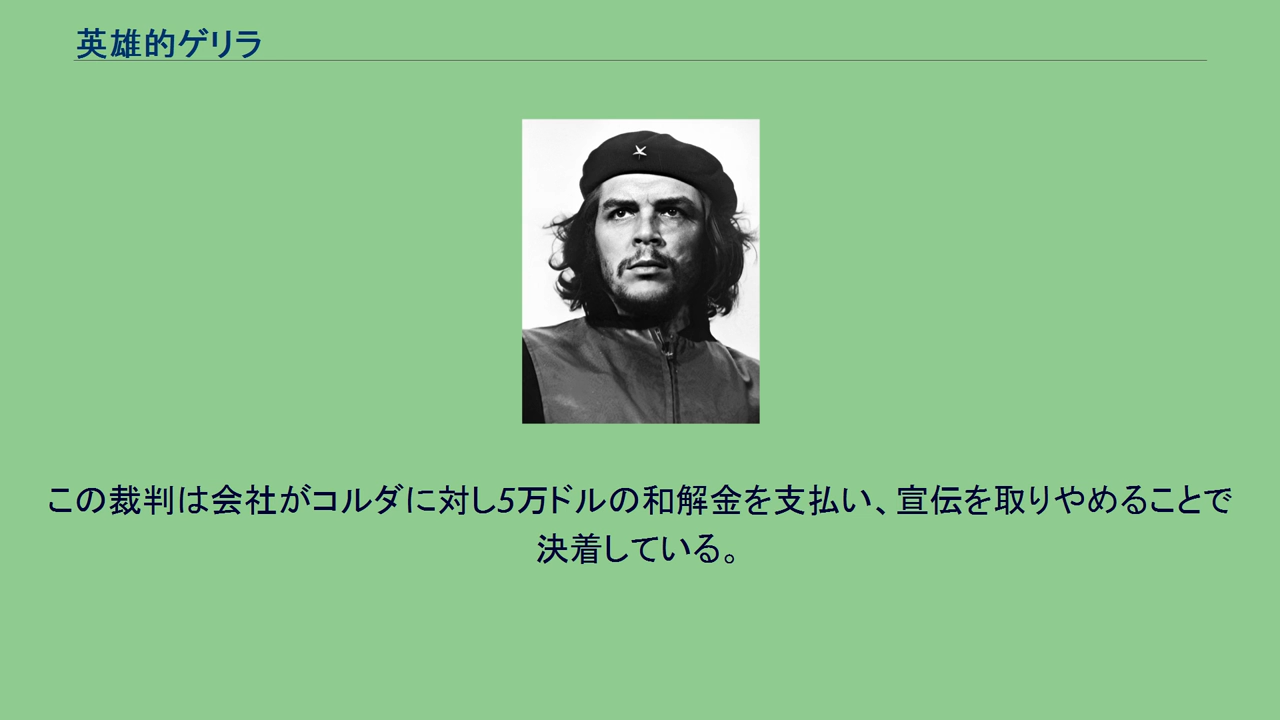 英雄的ゲリラ
この裁判は会社がコルダに対し5万ドルの和解金を支払い、宣伝を取りやめることで
決着している。